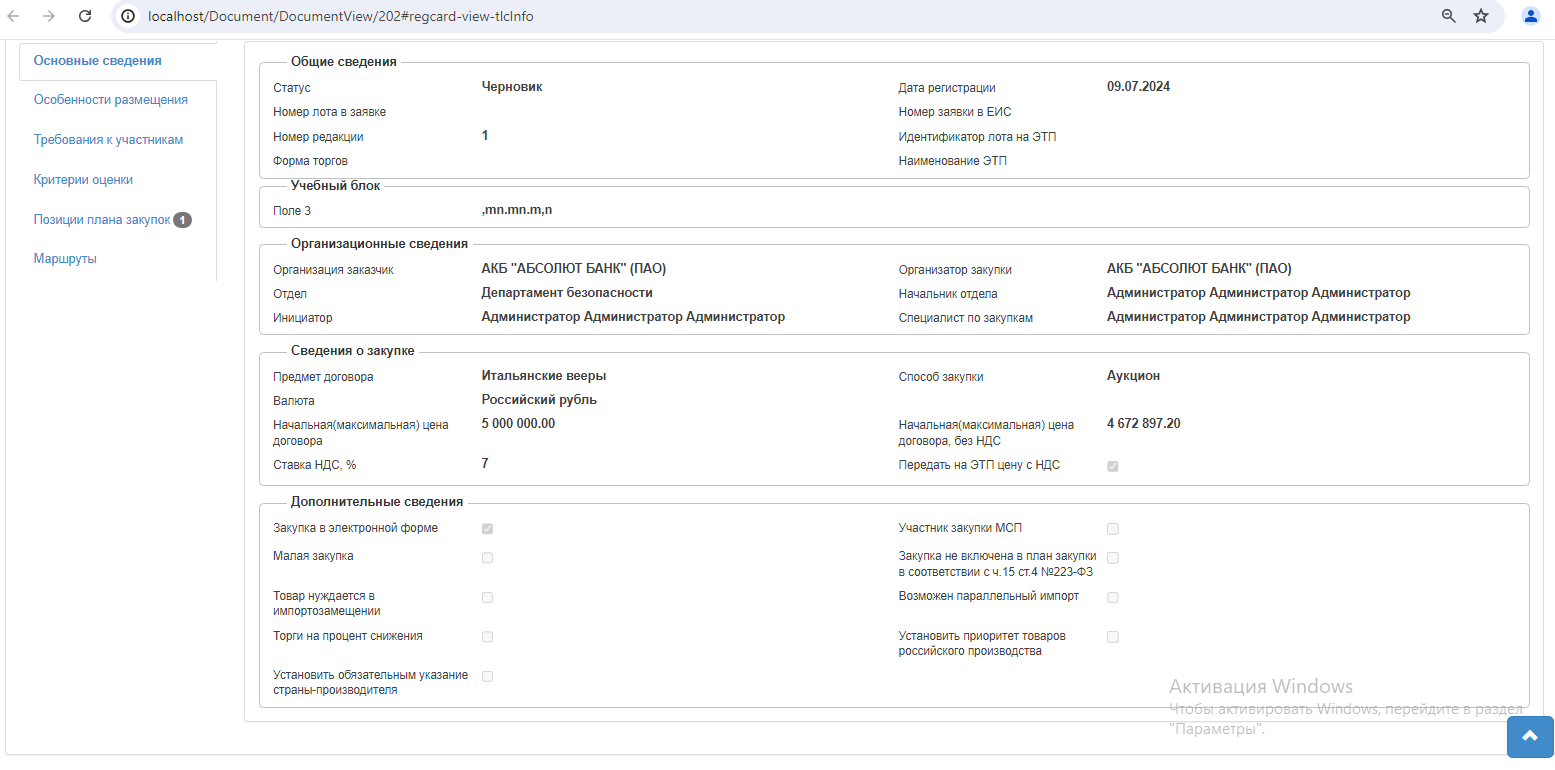 localhost/Document/DocumentView/202#regcard-view-tlcInfo
Основные сведения
Особенности размещения
Требования к участникам
Критерии оценки
Позиции плана закупок 1
Маршруты
Общие сведения
Статус Черновик Дата регистрации 09.07.2024
Номер лота в заявке Номер заявки в ЕИС
Номер редакции 1 Идентификатор лота на ЭТП
Форма торгов Наименование ЭТП
Учебный блок
Поле 3 ,mn.mn.m,n
Организационные сведения
Организация заказчик АКБ "АБСОЛЮТ БАНК" (ПАО) Организатор закупки АКБ "АБСОЛЮТ БАНК" (ПАО)
Отдел Департамент безопасности Начальник отдела Администратор Администратор Администратор
Инициатор Администратор Администратор Администратор Специалист по закупкам Администратор Администратор Администратор
Сведения о закупке
Предмет договора Итальянские вееры Способ закупки Аукцион
Валюта Российский рубль
Начальная(максимальная) цена 5 000 000.00 Начальная(максимальная) цена 4 672 897.20
договора договора, без НДС
Ставка НДС, % 7 Передать на ЭТП цену с НДС
Дополнительные сведения
Закупка в электронной форме Участник закупки МСП
Малая закупка Закупка не включена в план закупки
в соответствии с ч.15 ст.4 №223-ФЗ
Товар нуждается в Возможен параллельный импорт
импортозамещении
Торги на процент снижения Установить приоритет товаров
российского производства
Установить обязательным указание
страны-производителя
Активация Windows
Чтобы активировать Windows, перейдите в раздел
"Параметры".